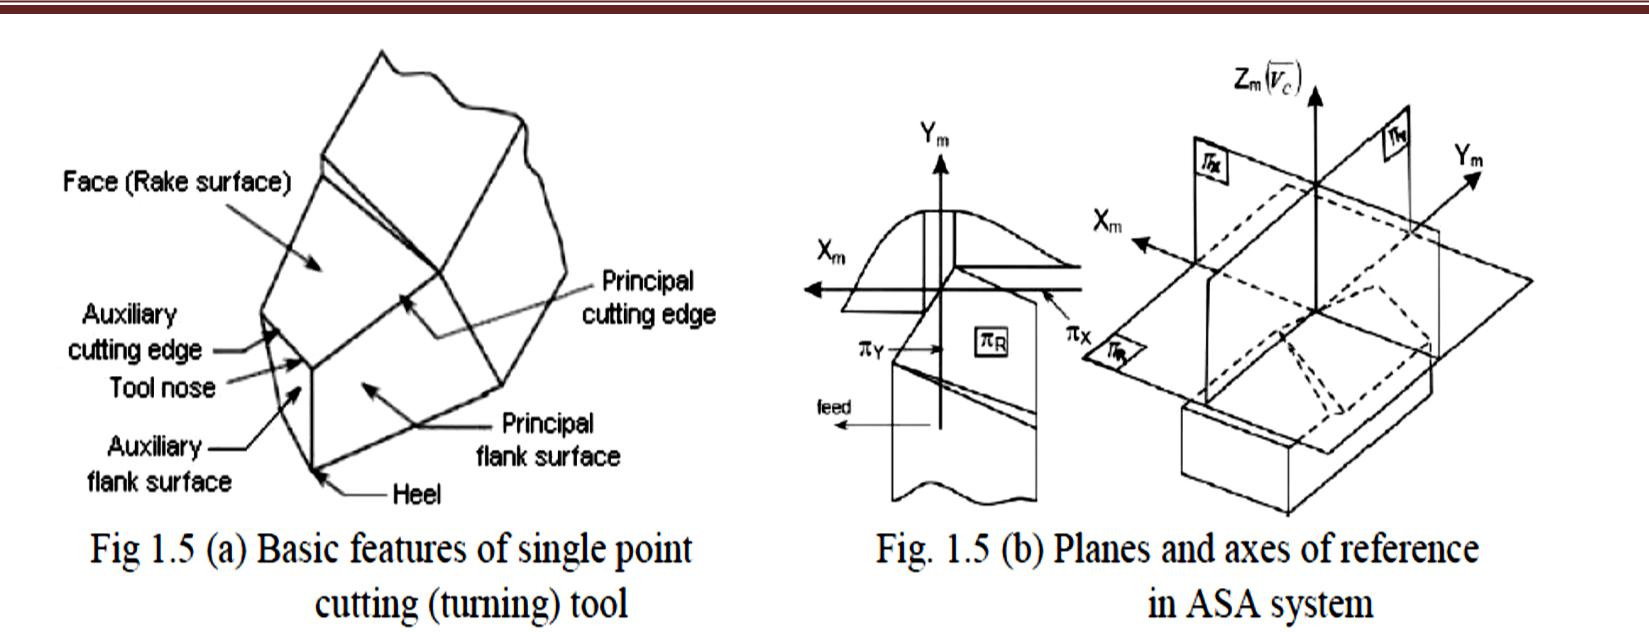 Face (Rake surface)
Auxiliary
cutting edge
Tool nose
Auxiliary
flank surface
Heel
Principal
cutting edge
Principal
flank surface
Fig 1.5 (a) Basic features of single point
cutting (turning) tool
Yₘ
Xₘ
πR
πY
πX
feed
Zₘ(V̅c)
Yₘ
Xₘ
πR
Fig. 1.5 (b) Planes and axes of reference
in ASA system